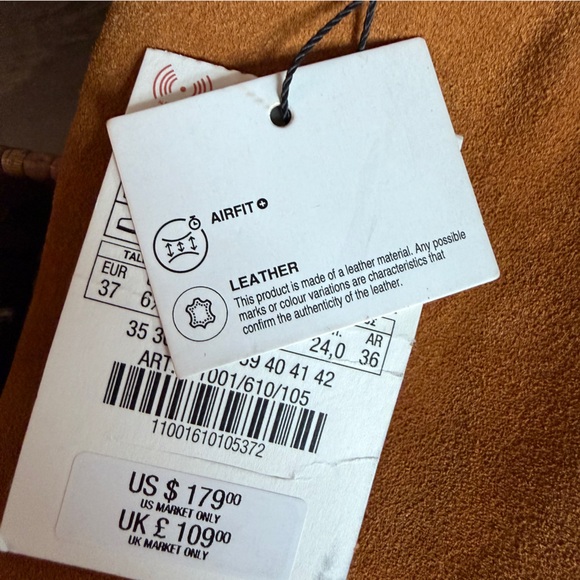 AIRFIT+
LEATHER
This product is made of a leather material. Any possible
marks or colour variations are characteristics that
confirm the authenticity of the leather.
EUR
37
24,0
AR
36
39 40 41 42
1001/610/105
11001610105372
US $ 17900
US MARKET ONLY
UK £ 10900
UK MARKET ONLY